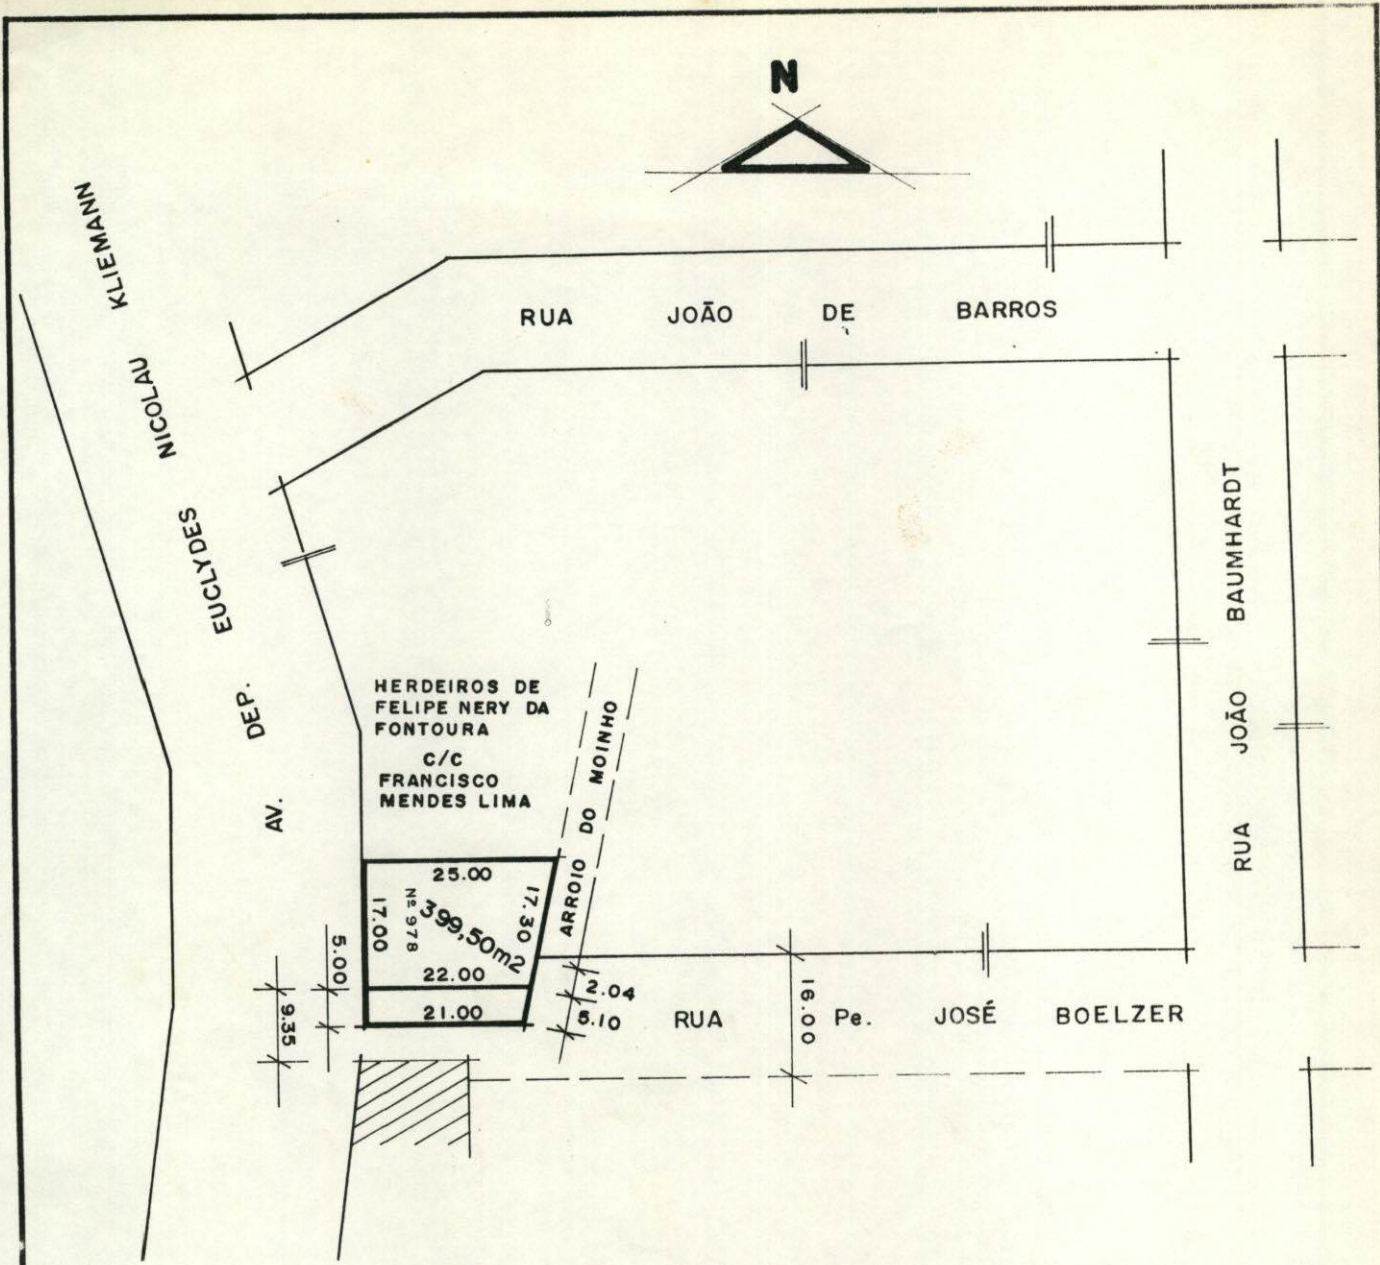 N
RUA JOÃO DE BARROS
AV. DEP. EUCLYDES NICOLAU KLIEMANN
RUA JOÃO BAUMHARDT
HERDEIROS DE
FELIPE NERY DA
FONTOURA
C/C
FRANCISCO
MENDES LIMA
ARROIO DO MOINHO
25.00
17.00
Nº 978
399,50m2
17.30
22.00
21.00
5.00
9.35
2.04
5.10
16.00
RUA Pe. JOSÉ BOELZER